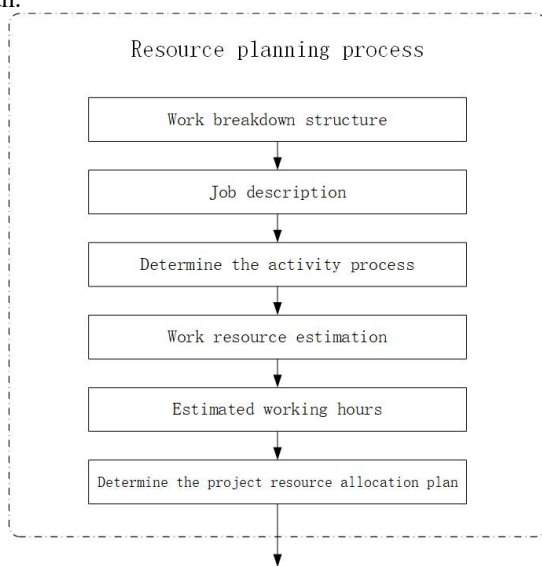 Resource planning process
Work breakdown structure
Job description
Determine the activity process
Work resource estimation
Estimated working hours
Determine the project resource allocation plan